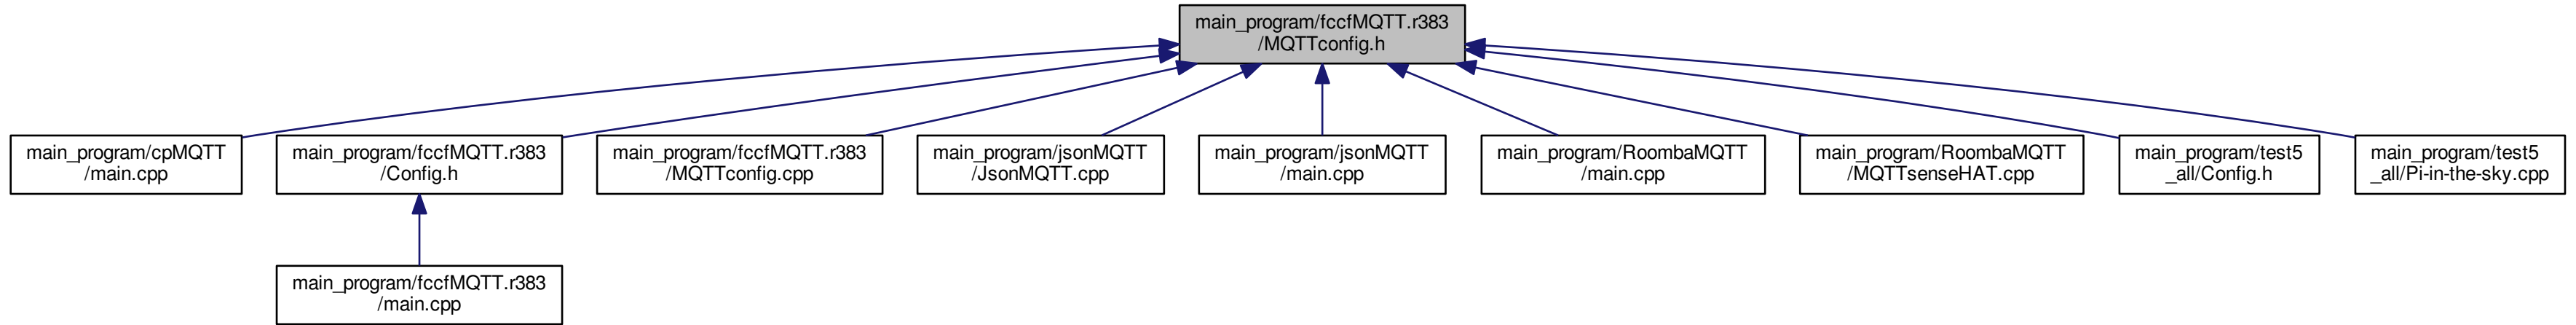 main_program/fccfMQTT.r383
/MQTTconfig.h
main_program/cpMQTT
/main.cpp
main_program/fccfMQTT.r383
/Config.h
main_program/fccfMQTT.r383
/MQTTconfig.cpp
main_program/jsonMQTT
/JsonMQTT.cpp
main_program/jsonMQTT
/main.cpp
main_program/RoombaMQTT
/main.cpp
main_program/RoombaMQTT
/MQTTsenseHAT.cpp
main_program/test5
_all/Config.h
main_program/test5
_all/Pi-in-the-sky.cpp
main_program/fccfMQTT.r383
/main.cpp